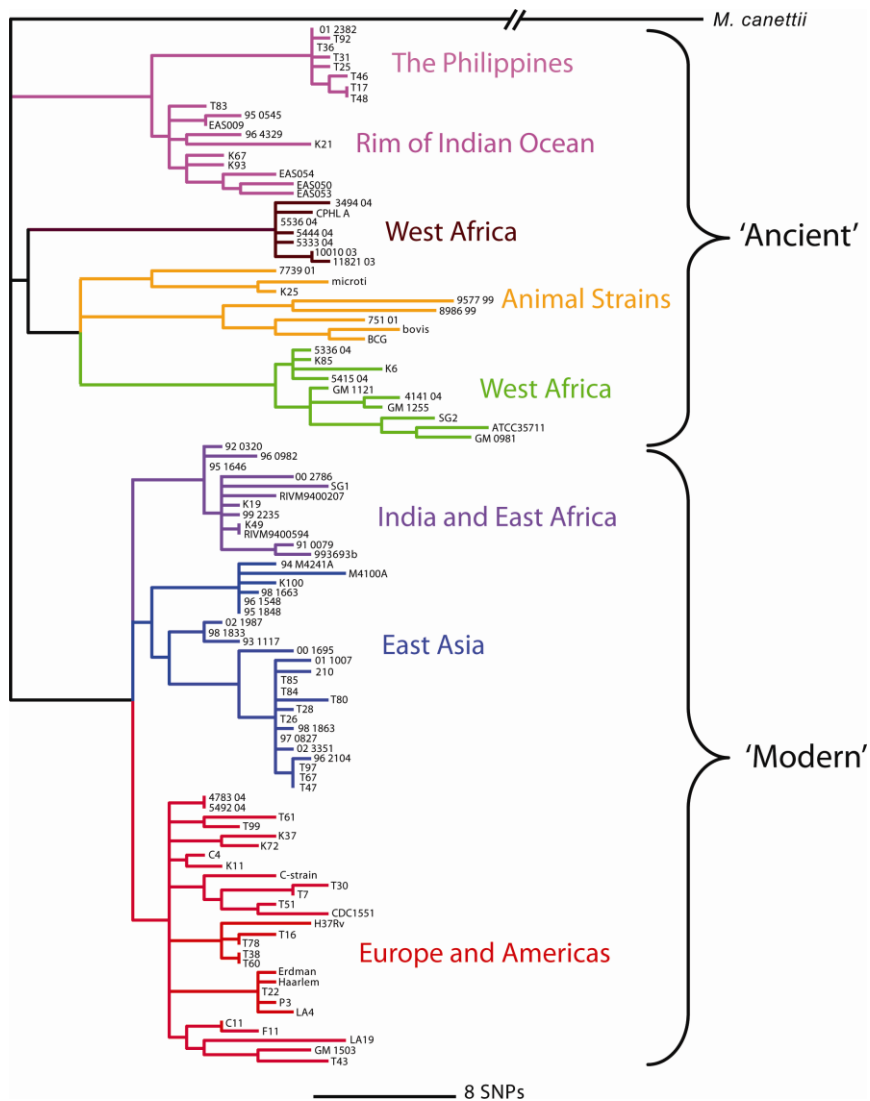 M. canettii
01 2382
T92
T36
T31
T25
T46
T17
T48
The Philippines
T83
95 0545
EAS009
96 4329
K21
K67
K93
EAS054
EAS050
EAS053
Rim of Indian Ocean
3494 04
CPHL A
5536 04
5444 04
5333 04
10010 03
11821 03
West Africa
'Ancient'
7739 01
microti
K25
9577 99
8986 99
751 01
bovis
BCG
Animal Strains
5336 04
K85
K6
5415 04
GM 1121
4141 04
GM 1255
SG2
ATCC35711
GM 0981
West Africa
92 0320
96 0982
95 1646
00 2786
SG1
RIVM9400207
K19
99 2235
K49
RIVM9400594
91 0079
993693b
India and East Africa
94 M4241A
M4100A
K100
98 1663
96 1548
95 1848
02 1987
98 1833
93 1117
00 1695
01 1007
210
T85
T84
T80
T28
T26
98 1863
97 0827
02 3351
96 2104
T97
T67
T47
East Asia
'Modern'
4783 04
5492 04
T61
T99
K37
K72
C4
K11
C-strain
T30
T7
T51
CDC1551
H37Rv
T16
T78
T38
T60
Erdman
Haarlem
T22
P3
LA4
C11
F11
LA19
GM 1503
T43
Europe and Americas
8 SNPs